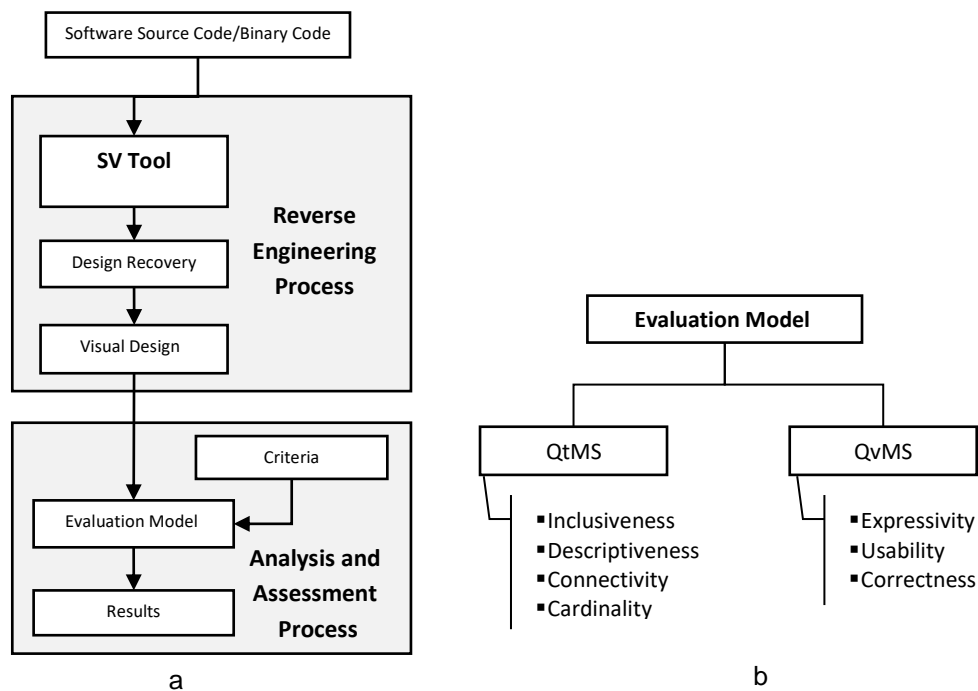 Software Source Code/Binary Code
SV Tool
Design Recovery
Visual Design
Reverse
Engineering
Process
Criteria
Evaluation Model
Results
Analysis and
Assessment
Process
a
Evaluation Model
QtMS
▪Inclusiveness
▪Descriptiveness
▪Connectivity
▪Cardinality
QvMS
▪Expressivity
▪Usability
▪Correctness
b